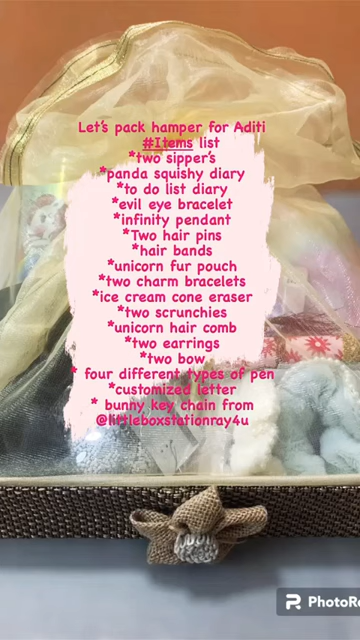 Let's pack hamper for Aditi
#Items list
*two sipper's
*panda squishy diary
*to do list diary
*evil eye bracelet
*infinity pendant
*Two hair pins
*hair bands
*unicorn fur pouch
*two charm bracelets
*ice cream cone eraser
*two scrunchies
*unicorn hair comb
*two earrings
*two bow
* four different types of pen
*customized letter
* bunny key chain from
@littleboxstationray4u
PhotoRo